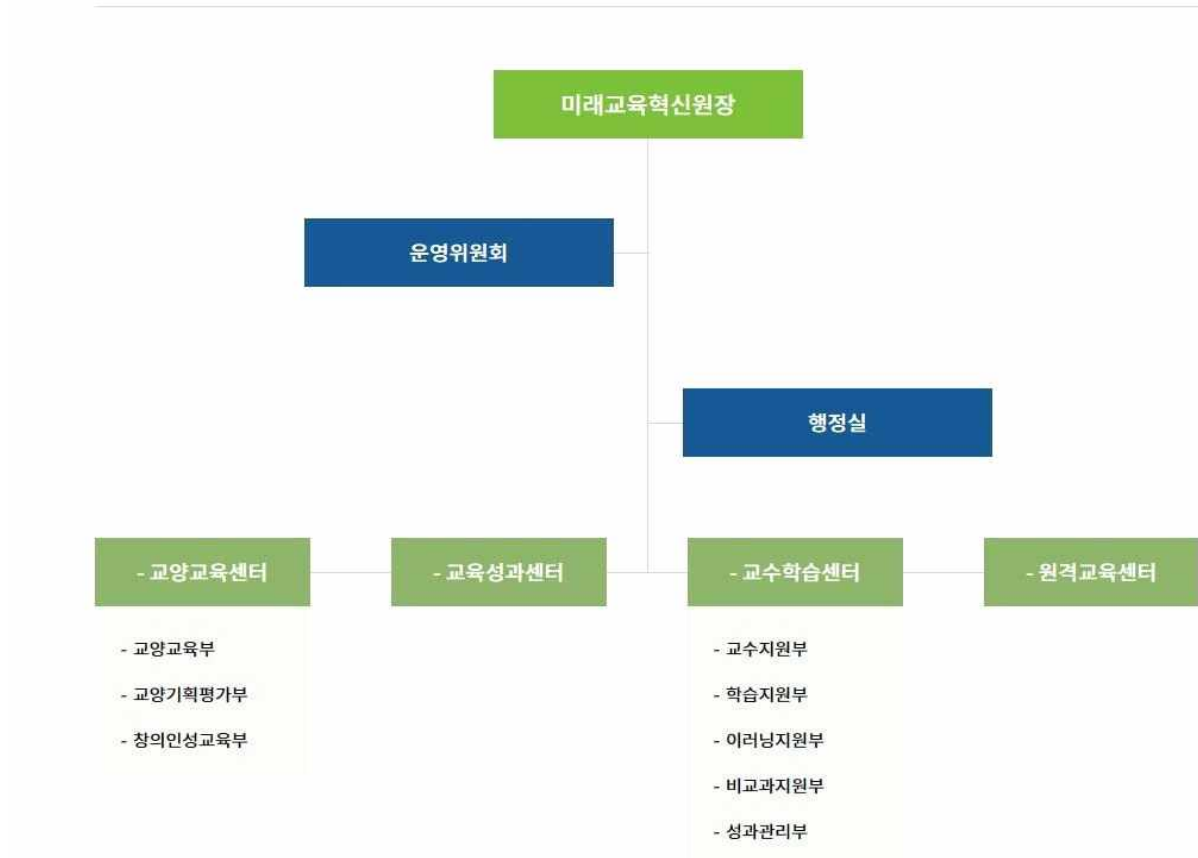 미래교육혁신원장
운영위원회
행정실
- 교양교육센터
- 교육성과센터
- 교수학습센터
- 원격교육센터
- 교양교육부
- 교양기획평가부
- 창의인성교육부
- 교수지원부
- 학습지원부
- 이러닝지원부
- 비교과지원부
- 성과관리부